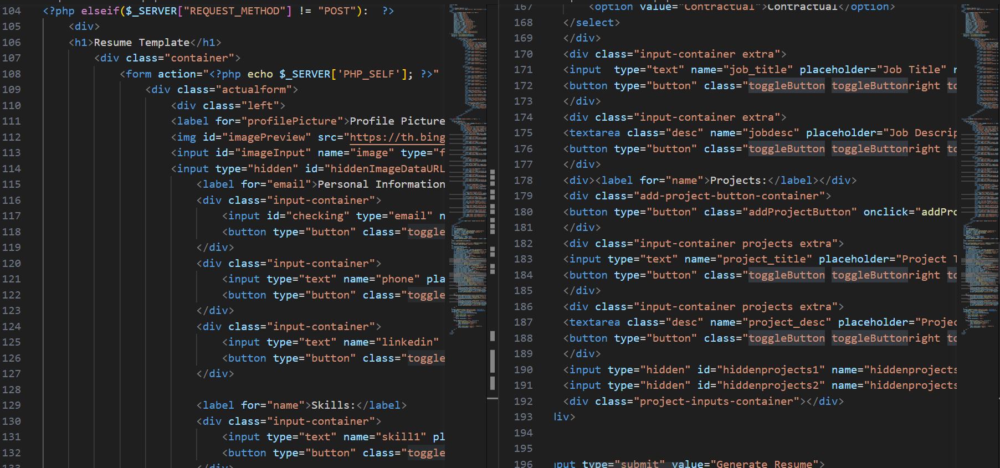 104 <?php elseif($_SERVER["REQUEST_METHOD"] != "POST"):  ?>
105 <div>
106 <h1>Resume Template</h1>
107 <div class="container">
108 <form action="<?php echo $_SERVER['PHP_SELF']; ?>"
109 <div class="actualform">
110 <div class="left">
111 <label for="profilePicture">Profile Picture
112 <img id="imagePreview" src="https://th.bing
113 <input id="imageInput" name="image" type="f
114 <input type="hidden" id="hiddenImageDataURL
115 <label for="email">Personal Information
116 <div class="input-container">
117 <input id="checking" type="email" n
118 <button type="button" class="toggle
119 </div>
120 <div class="input-container">
121 <input type="text" name="phone" pla
122 <button type="button" class="toggle
123 </div>
124 <div class="input-container">
125 <input type="text" name="linkedin"
126 <button type="button" class="toggle
127 </div>
128
129 <label for="name">Skills:</label>
130 <div class="input-container">
131 <input type="text" name="skill1" pl
132 <button type="button" class="toggle
133 </div>
167 <option value="Contractual">Contractual</option>
168 </select>
169 </div>
170 <div class="input-container extra">
171 <input  type="text" name="job_title" placeholder="Job Title" r
172 <button type="button" class="toggleButton toggleButtonright to
173 </div>
174 <div class="input-container extra">
175 <textarea class="desc" name="jobdesc" placeholder="Job Descrip
176 <button type="button" class="toggleButton toggleButtonright to
177 </div>
178 <div><label for="name">Projects:</label></div>
179 <div class="add-project-button-container">
180 <button type="button" class="addProjectButton" onclick="addPro
181 </div>
182 <div class="input-container projects extra">
183 <input type="text" name="project_title" placeholder="Project T
184 <button type="button" class="toggleButton toggleButtonright to
185 </div>
186 <div class="input-container projects extra">
187 <textarea class="desc" name="project_desc" placeholder="Projec
188 <button type="button" class="toggleButton toggleButtonright to
189 </div>
190 <input type="hidden" id="hiddenprojects1" name="hiddenprojects
191 <input type="hidden" id="hiddenprojects2" name="hiddenprojects
192 <div class="project-inputs-container"></div>
193 div>
194
195
196 put type="submit" value="Generate Resume">